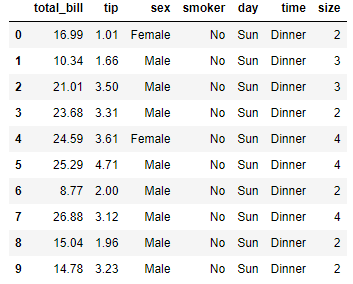 total_bill tip sex smoker day time size
0 16.99 1.01 Female No Sun Dinner 2
1 10.34 1.66 Male No Sun Dinner 3
2 21.01 3.50 Male No Sun Dinner 3
3 23.68 3.31 Male No Sun Dinner 2
4 24.59 3.61 Female No Sun Dinner 4
5 25.29 4.71 Male No Sun Dinner 4
6 8.77 2.00 Male No Sun Dinner 2
7 26.88 3.12 Male No Sun Dinner 4
8 15.04 1.96 Male No Sun Dinner 2
9 14.78 3.23 Male No Sun Dinner 2